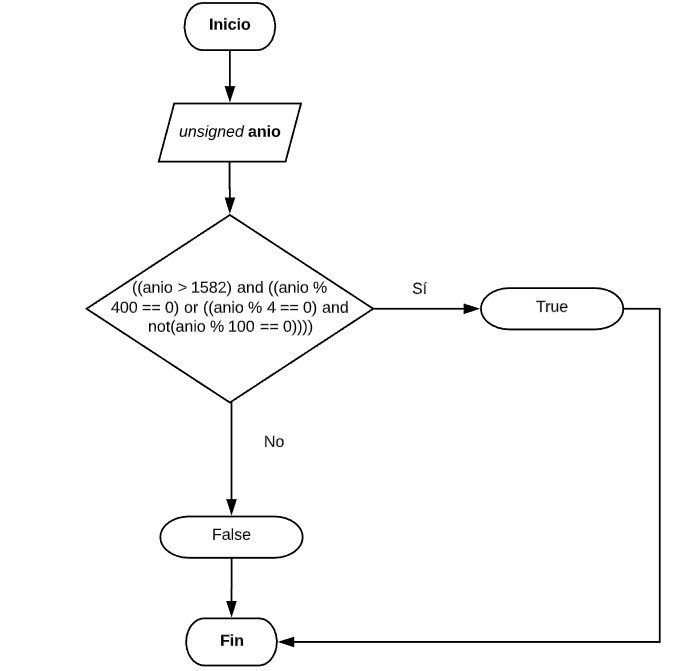 Inicio
unsigned anio
((anio > 1582) and ((anio %
400 == 0) or ((anio % 4 == 0) and
not(anio % 100 == 0))))
Sí
True
No
False
Fin